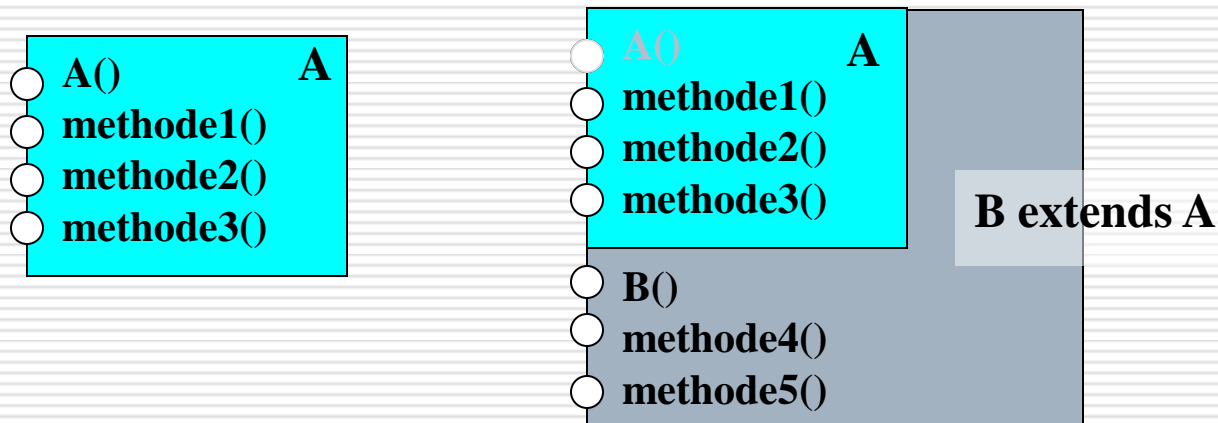 A() A
methode1()
methode2()
methode3()
A() A
methode1()
methode2()
methode3()
B extends A
B()
methode4()
methode5()